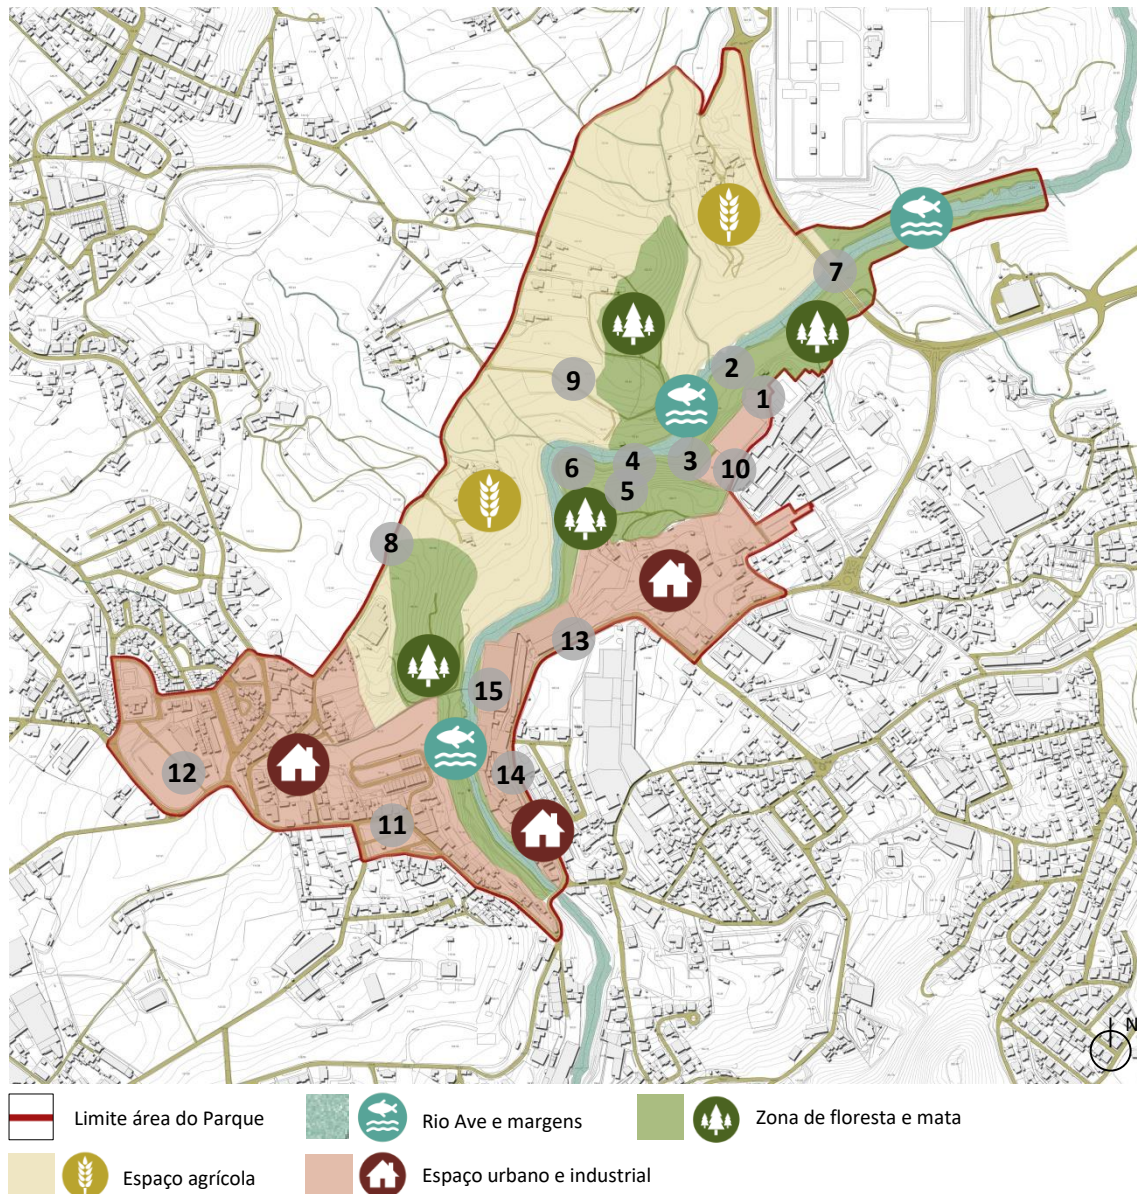 7
2
9
1
6
4
3
10
5
8
13
15
12
14
11
N
Limite área do Parque
Rio Ave e margens
Zona de floresta e mata
Espaço agrícola
Espaço urbano e industrial